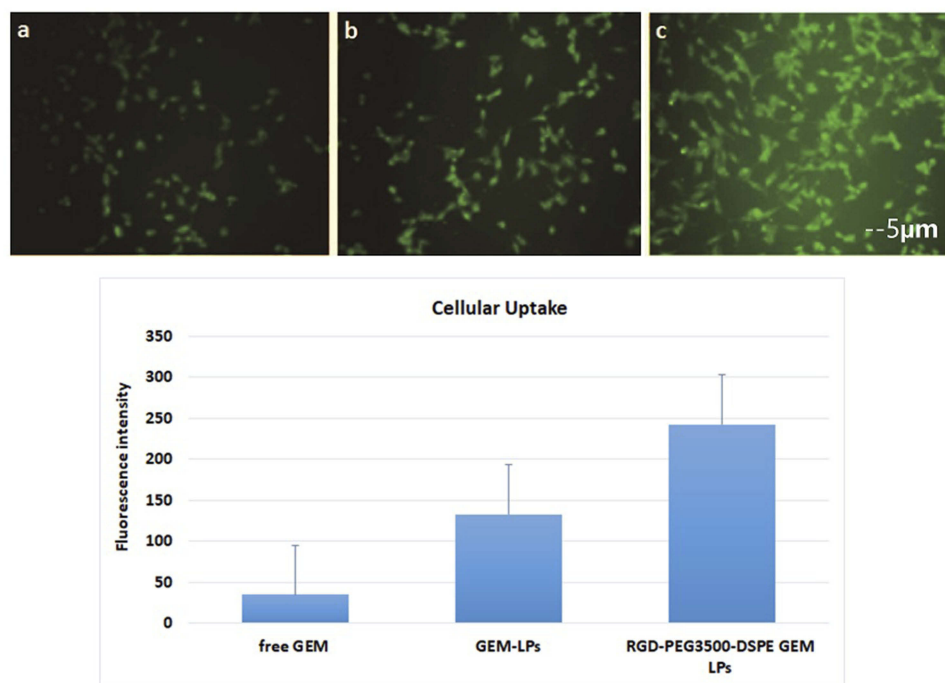 a
b
c
--5µm
Cellular Uptake
350
300
250
200
150
100
50
0
Fluorescence intensity
free GEM
GEM-LPs
RGD-PEG3500-DSPE GEM
LPs